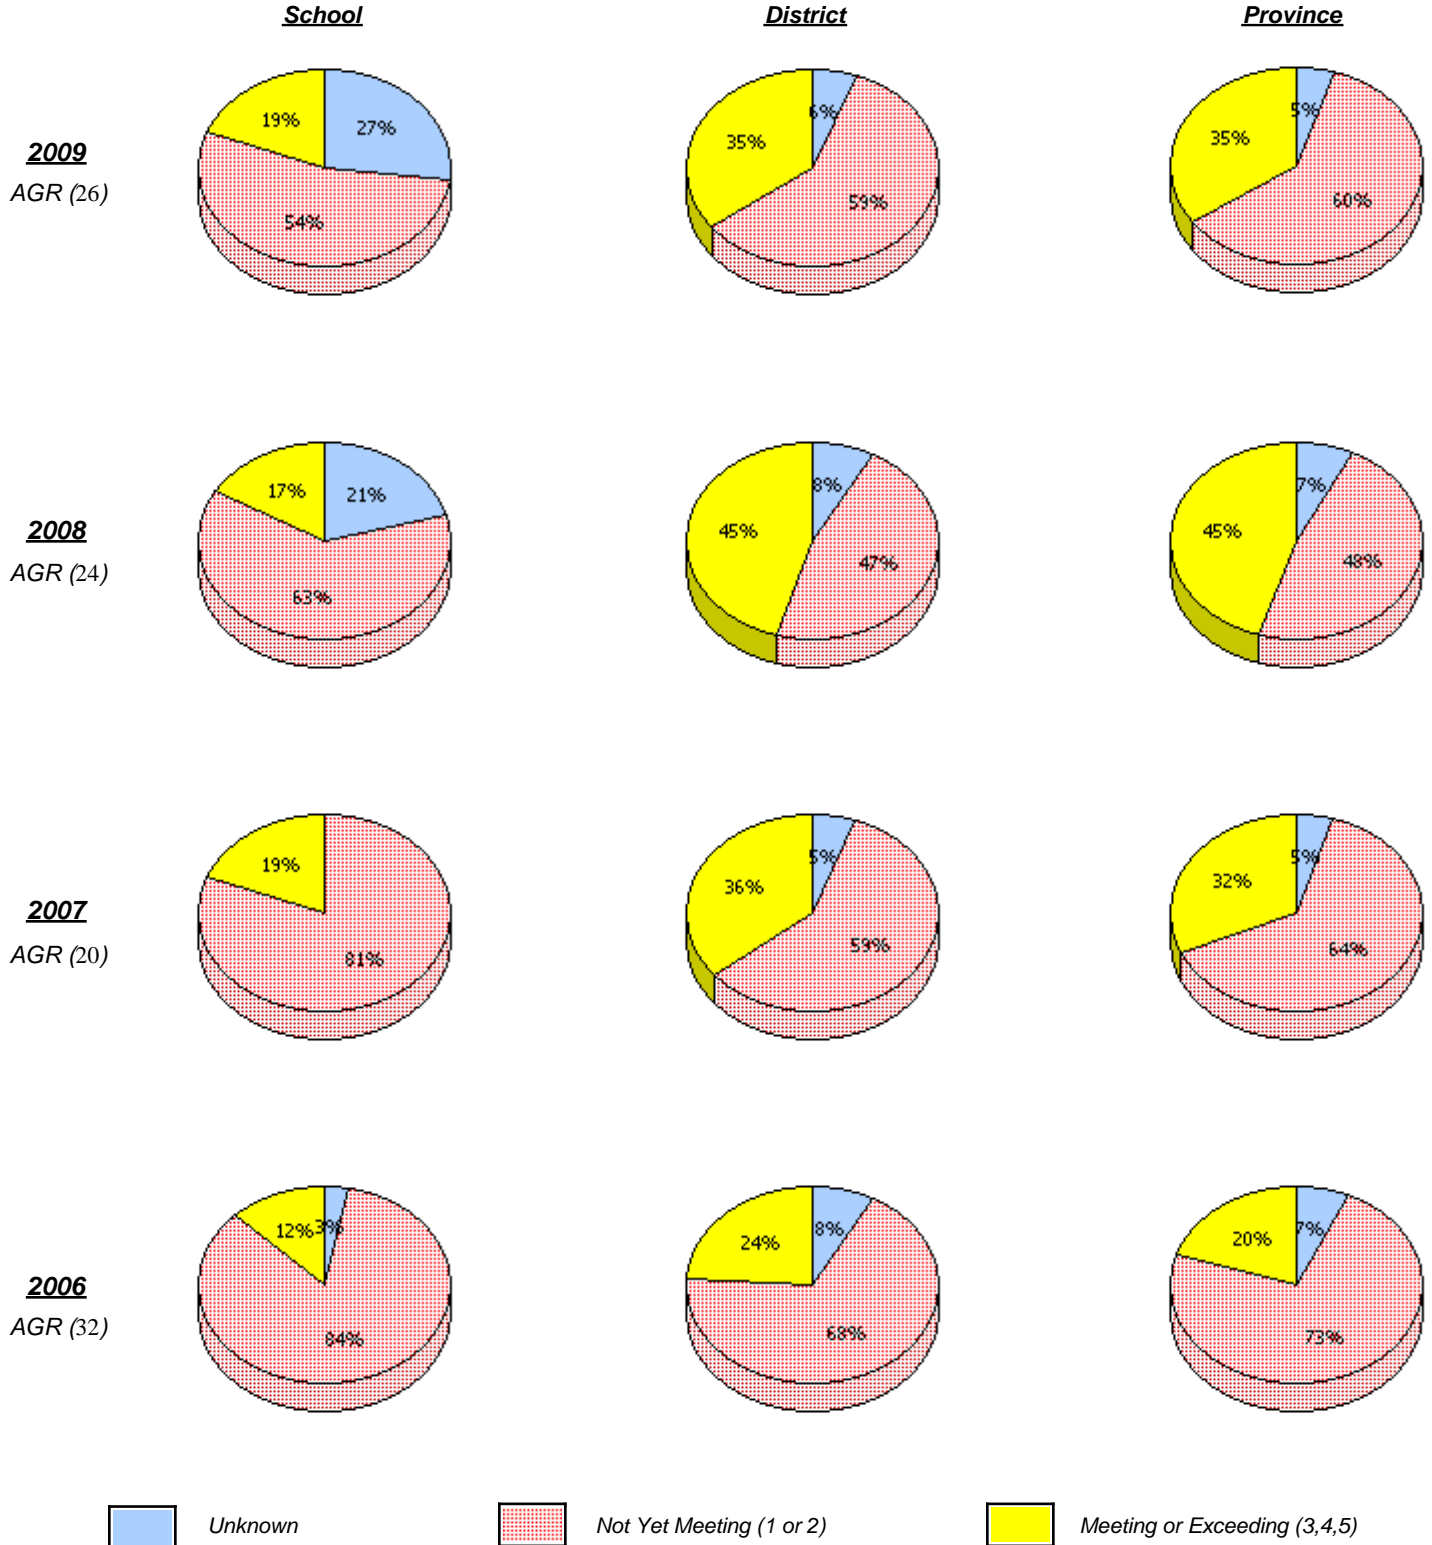 School District Province
2009
AGR (26)
19% 27% 54%
35% 6% 59%
35% 5% 60%
2008
AGR (24)
17% 21% 63%
45% 8% 47%
45% 7% 48%
2007
AGR (20)
19% 81%
36% 5% 59%
32% 5% 64%
2006
AGR (32)
12% 3% 84%
24% 8% 68%
20% 7% 73%
Unknown Not Yet Meeting (1 or 2) Meeting or Exceeding (3,4,5)